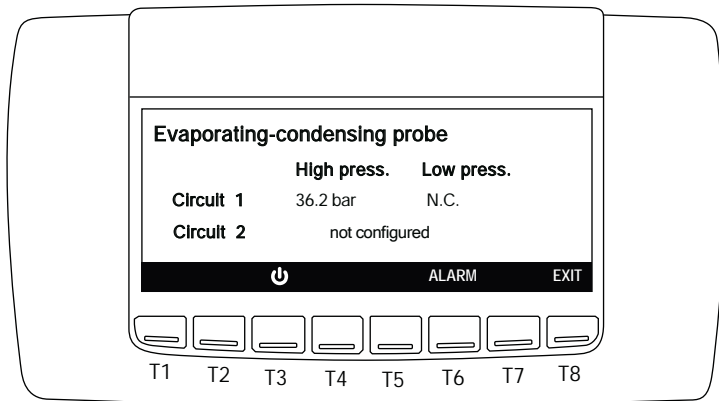 Evaporating-condensing probe
High press. Low press.
Circuit 1 36.2 bar N.C.
Circuit 2 not configured
ALARM EXIT
T1 T2 T3 T4 T5 T6 T7 T8